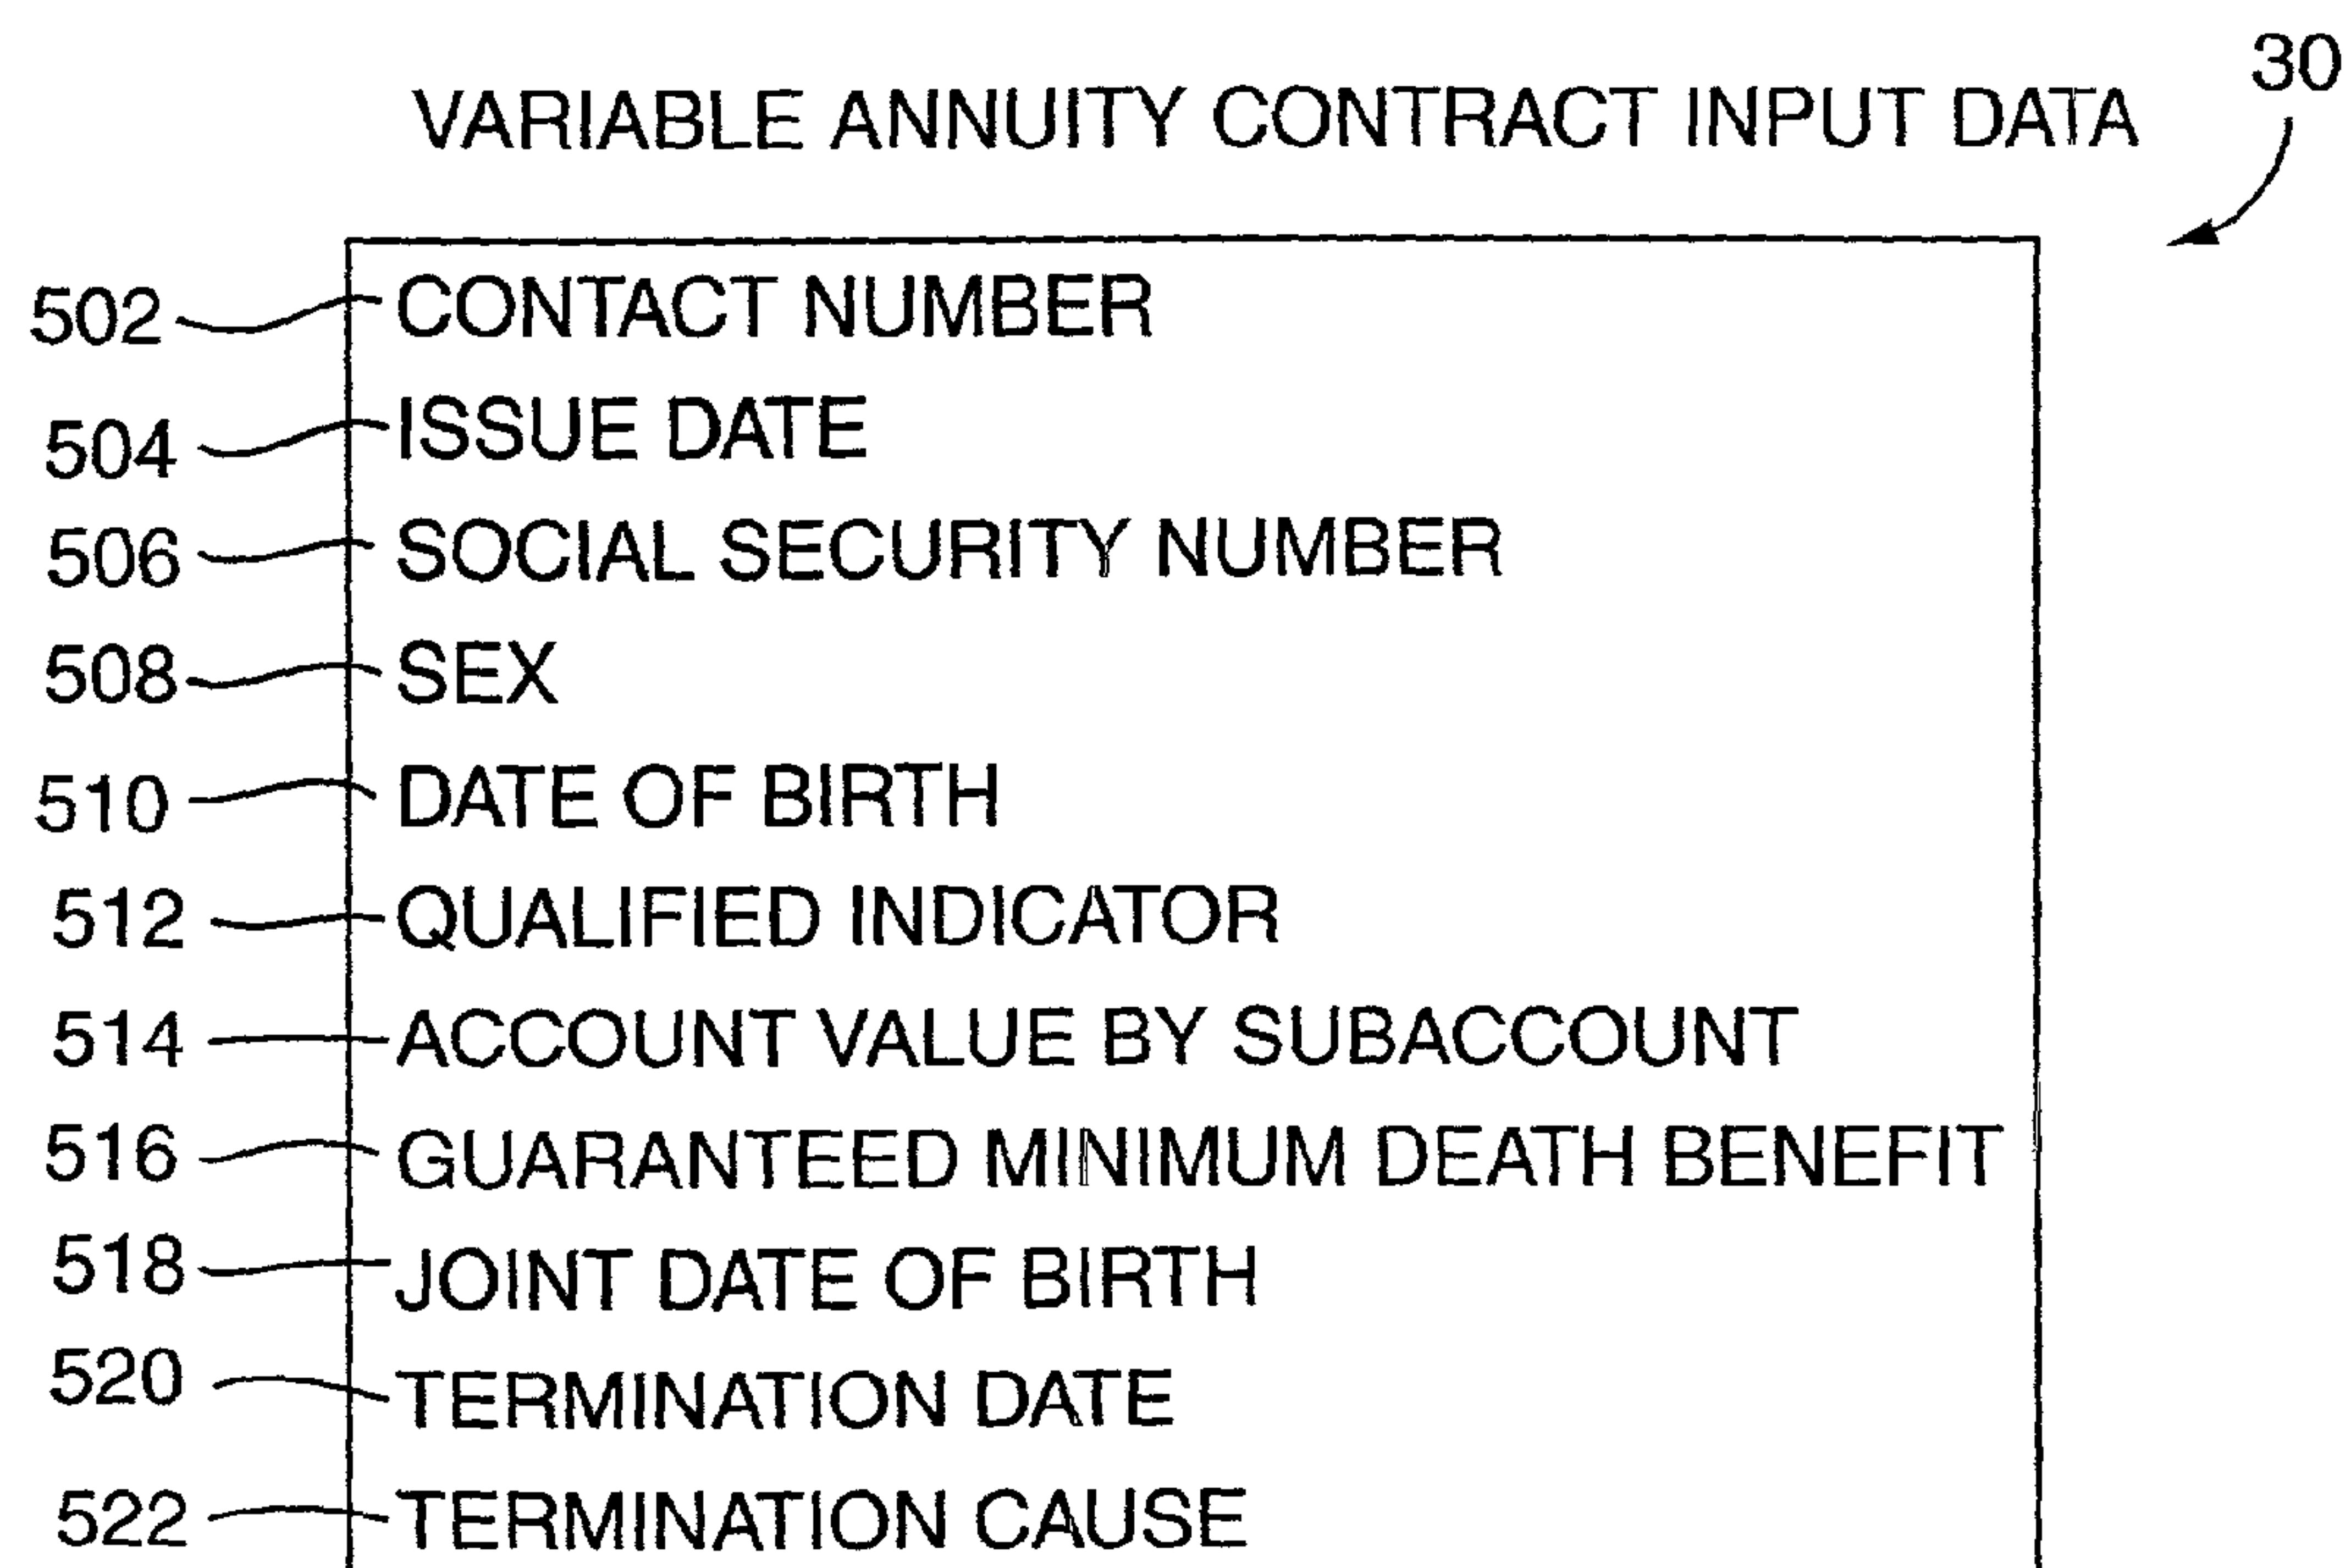 30
VARIABLE ANNUITY CONTRACT INPUT DATA
502 CONTACT NUMBER
504 ISSUE DATE
506 SOCIAL SECURITY NUMBER
508 SEX
510 DATE OF BIRTH
512 QUALIFIED INDICATOR
514 ACCOUNT VALUE BY SUBACCOUNT
516 GUARANTEED MINIMUM DEATH BENEFIT
518 JOINT DATE OF BIRTH
520 TERMINATION DATE
522 TERMINATION CAUSE